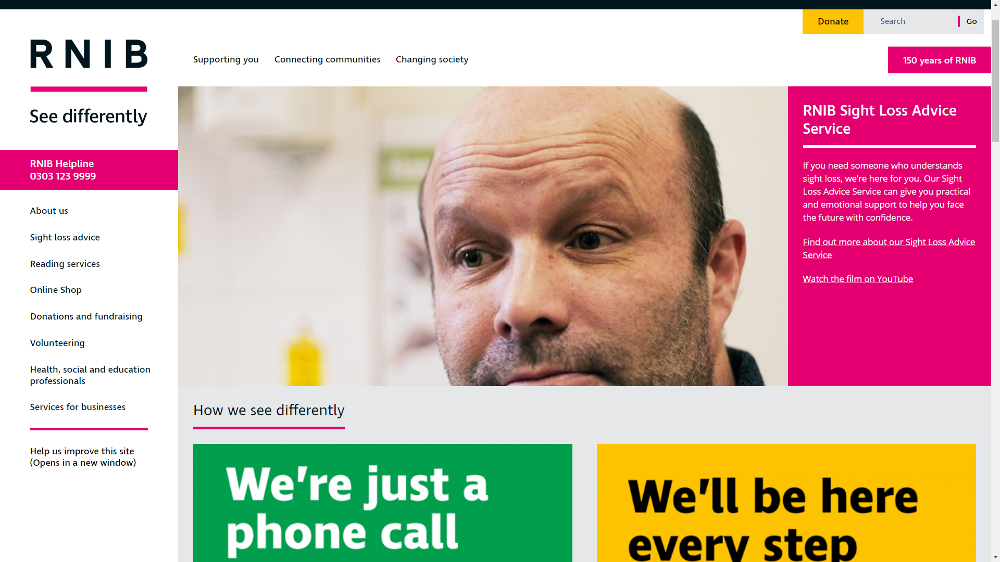 Donate
Search
Go
RNIB
See differently
Supporting you
Connecting communities
Changing society
150 years of RNIB
RNIB Helpline
0303 123 9999
About us
Sight loss advice
Reading services
Online Shop
Donations and fundraising
Volunteering
Health, social and education
professionals
Services for businesses
Help us improve this site
(Opens in a new window)
RNIB Sight Loss Advice
Service
If you need someone who understands
sight loss, we’re here for you. Our Sight
Loss Advice Service can give you practical
and emotional support to help you face
the future with confidence.
Find out more about our Sight Loss Advice
Service
Watch the film on YouTube
How we see differently
We’re just a
phone call
We’ll be here
every step